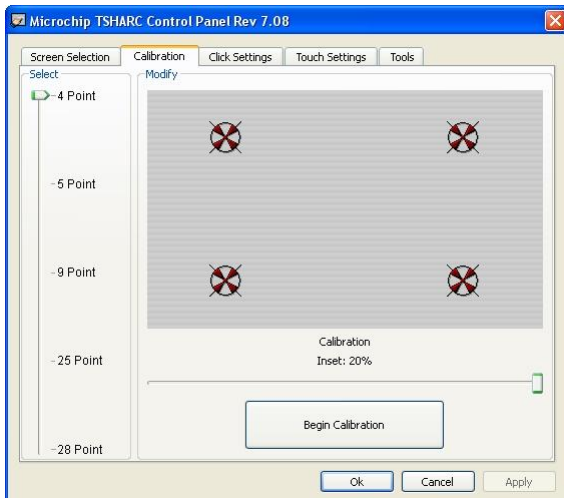 Microchip TSHARC Control Panel Rev 7.08
Screen Selection Calibration Click Settings Touch Settings Tools
Select
4 Point
5 Point
9 Point
25 Point
28 Point
Modify
Calibration
Inset: 20%
Begin Calibration
Ok Cancel Apply